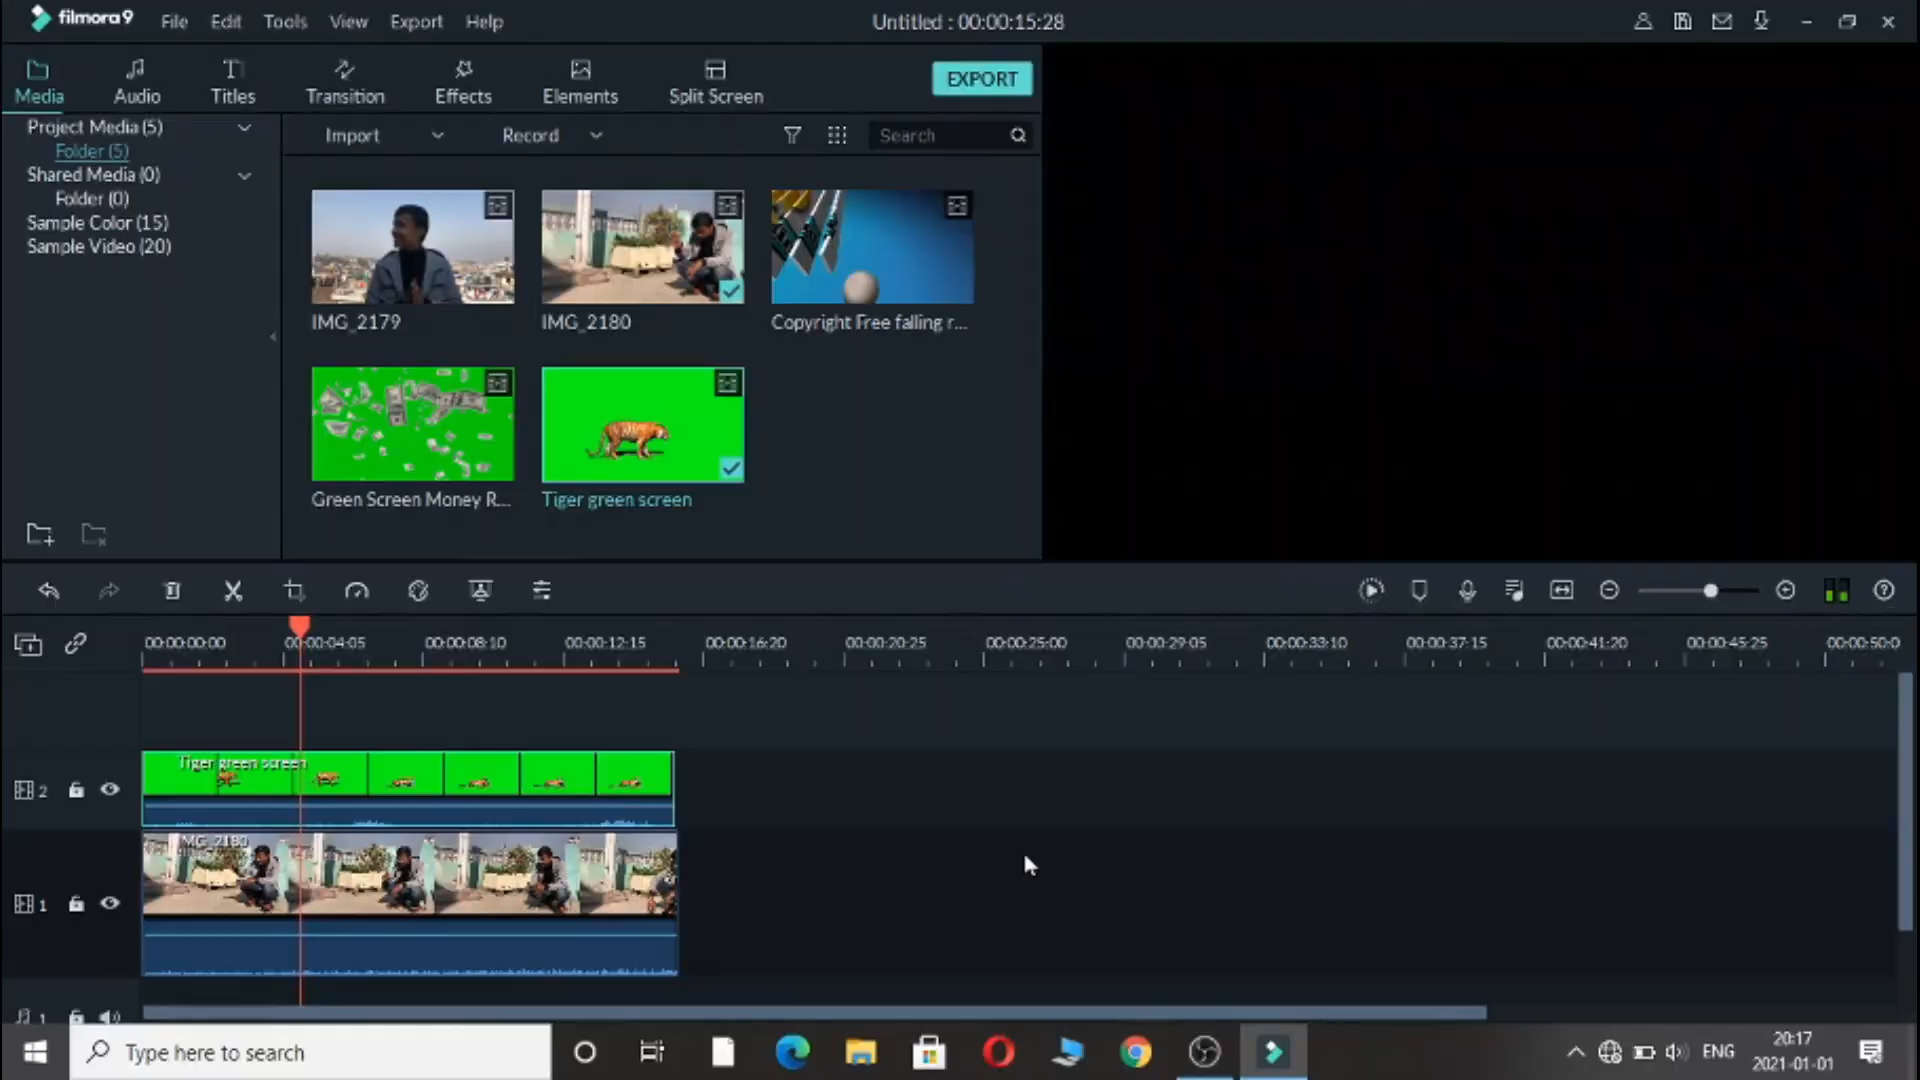 filmora9 File Edit Tools View Export Help Untitled : 00:00:15:28
Media Audio Titles Transition Effects Elements Split Screen EXPORT
Project Media (5)
Folder (5)
Shared Media (0)
Folder (0)
Sample Color (15)
Sample Video (20)
Import Record Search
IMG_2179 IMG_2180 Copyright Free falling r...
Green Screen Money R... Tiger green screen
00:00:00:00 00:00:04:05 00:00:08:10 00:00:12:15 00:00:16:20 00:00:20:25 00:00:25:00 00:00:29:05 00:00:33:10 00:00:37:15 00:00:41:20 00:00:45:25 00:00:50:0
Tiger green screen
2
IMG_2180
1
1
Type here to search
ENG
20:17
2021-01-01